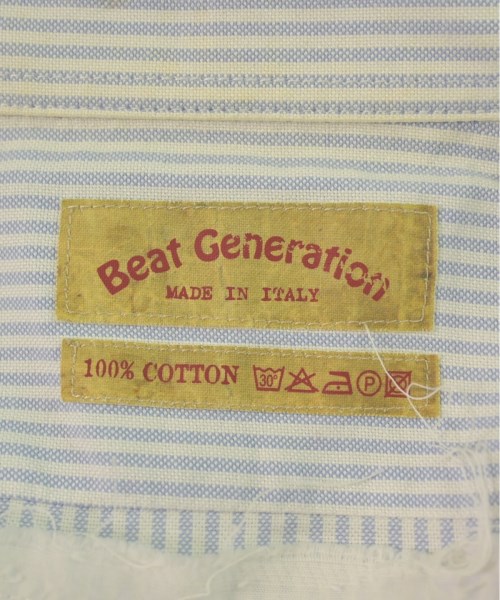 Beat Generation
MADE IN ITALY
100% COTTON 30° P